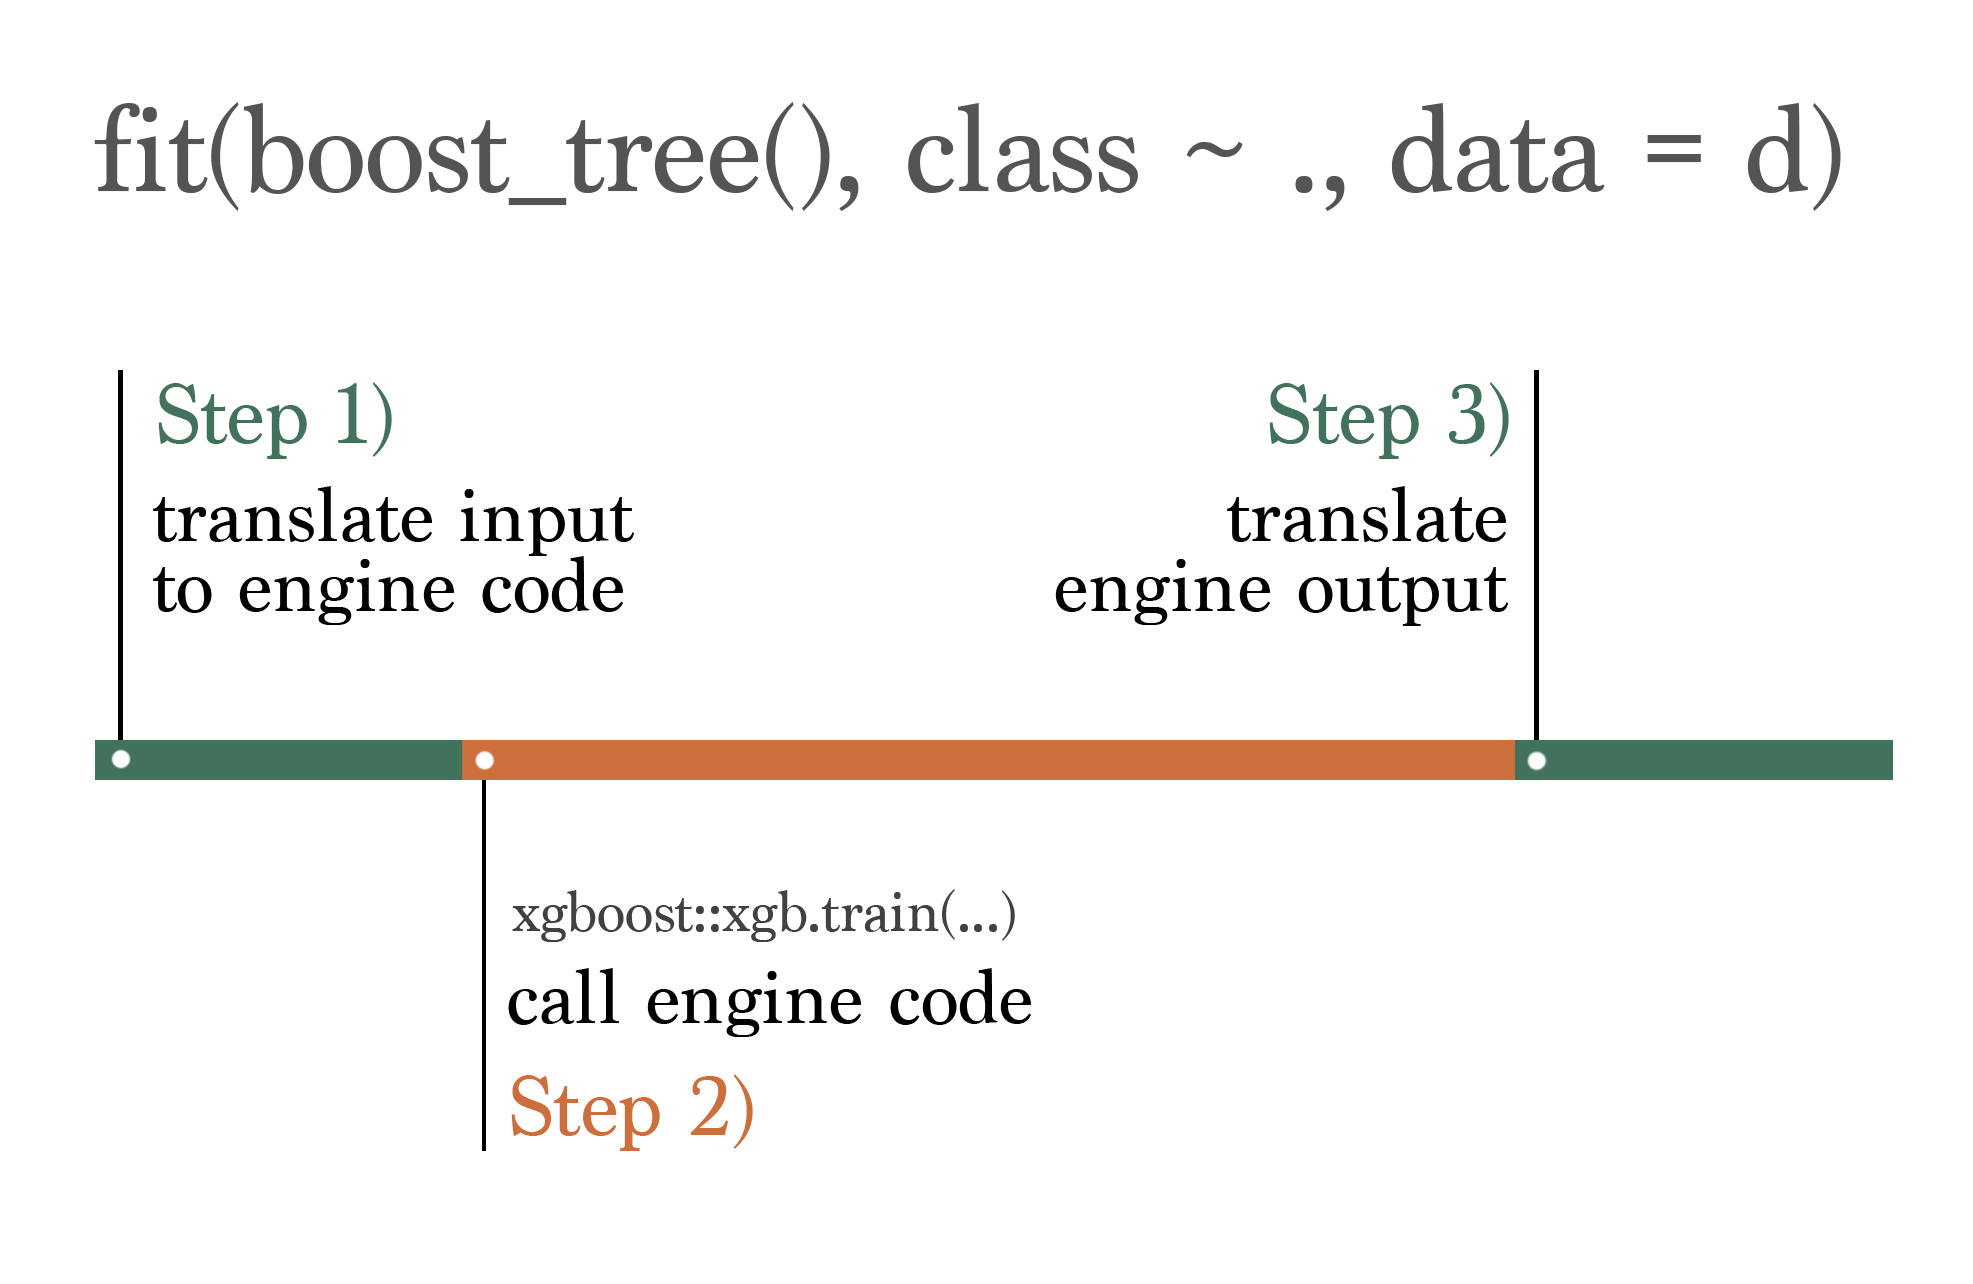 fit(boost_tree(), class ~ ., data = d)
Step 1)
translate input
to engine code
Step 3)
translate
engine output
xgboost::xgb.train(...)
call engine code
Step 2)